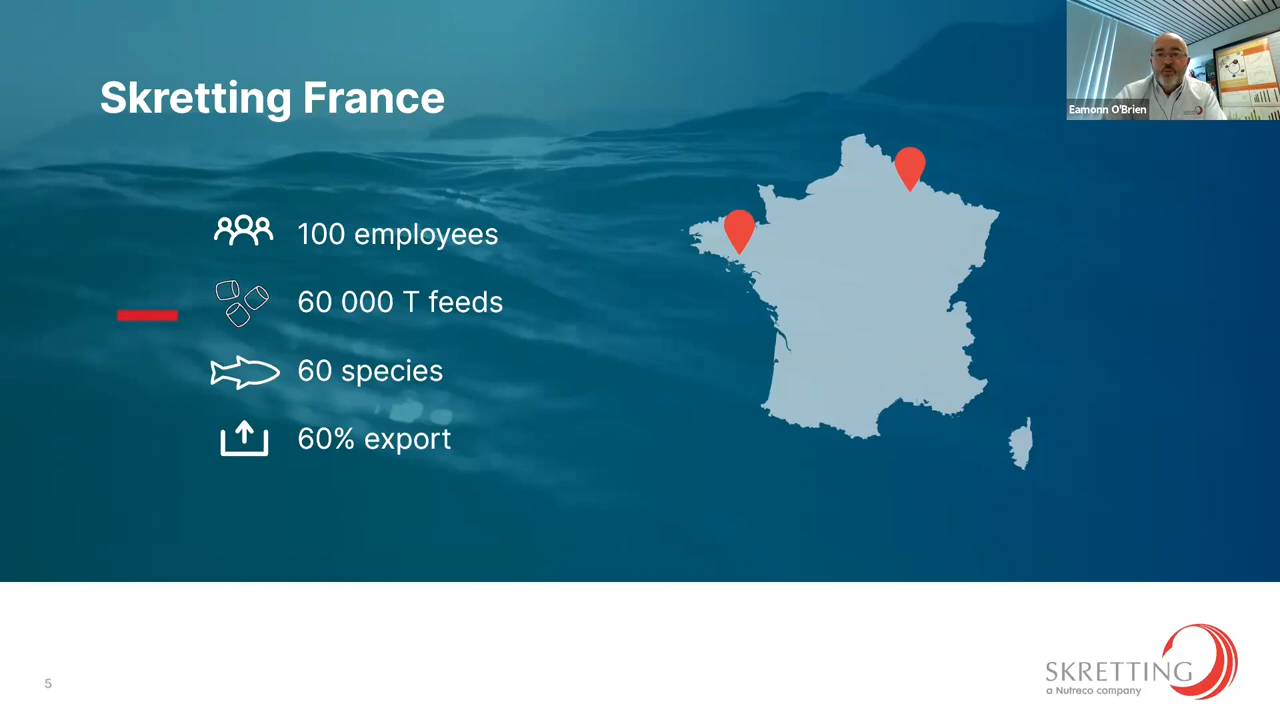 Skretting France
Eamonn O'Brien
100 employees
60 000 T feeds
60 species
60% export
SKRETTING
a Nutreco company
5